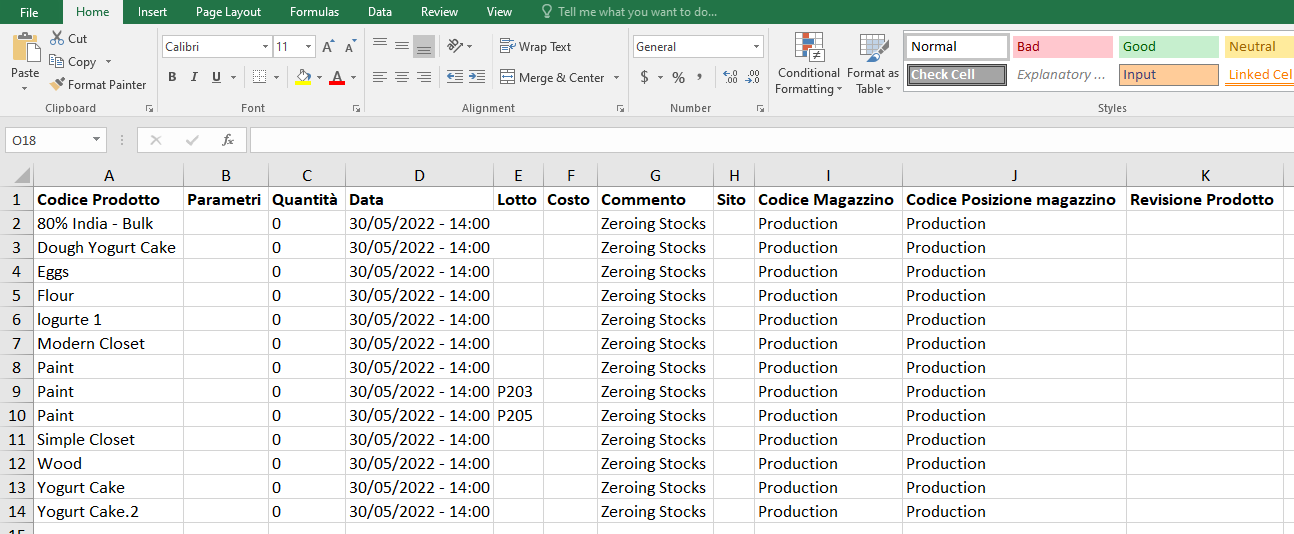 File Home Insert Page Layout Formulas Data Review View Tell me what you want to do...
Cut
Copy
Format Painter
Paste
Clipboard
Calibri 11
B I U
Font
Wrap Text
Merge & Center
Alignment
General
$ % ,
Number
Conditional Formatting
Format as Table
Normal Bad Good Neutral
Check Cell Explanatory ... Input Linked Cel
Styles
O18 fx
A B C D E F G H I J K
1 Codice Prodotto Parametri Quantità Data Lotto Costo Commento Sito Codice Magazzino Codice Posizione magazzino Revisione Prodotto
2 80% India - Bulk 0 30/05/2022 - 14:00 Zeroing Stocks Production Production
3 Dough Yogurt Cake 0 30/05/2022 - 14:00 Zeroing Stocks Production Production
4 Eggs 0 30/05/2022 - 14:00 Zeroing Stocks Production Production
5 Flour 0 30/05/2022 - 14:00 Zeroing Stocks Production Production
6 Iogurte 1 0 30/05/2022 - 14:00 Zeroing Stocks Production Production
7 Modern Closet 0 30/05/2022 - 14:00 Zeroing Stocks Production Production
8 Paint 0 30/05/2022 - 14:00 Zeroing Stocks Production Production
9 Paint 0 30/05/2022 - 14:00 P203 Zeroing Stocks Production Production
10 Paint 0 30/05/2022 - 14:00 P205 Zeroing Stocks Production Production
11 Simple Closet 0 30/05/2022 - 14:00 Zeroing Stocks Production Production
12 Wood 0 30/05/2022 - 14:00 Zeroing Stocks Production Production
13 Yogurt Cake 0 30/05/2022 - 14:00 Zeroing Stocks Production Production
14 Yogurt Cake.2 0 30/05/2022 - 14:00 Zeroing Stocks Production Production